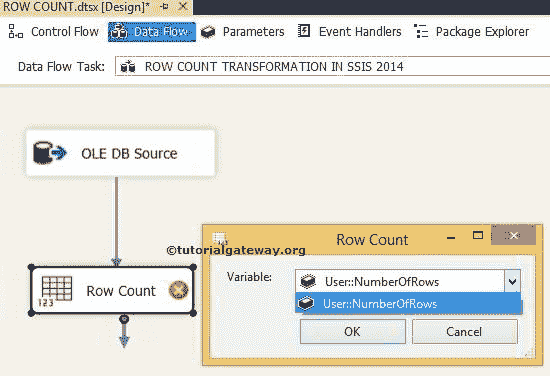 ROW COUNT.dtsx [Design]*
Control Flow Data Flow Parameters Event Handlers Package Explorer
Data Flow Task: ROW COUNT TRANSFORMATION IN SSIS 2014
OLE DB Source
©tutorialgateway.org
Row Count
123
Row Count
Variable: User::NumberOfRows
User::NumberOfRows
OK Cancel